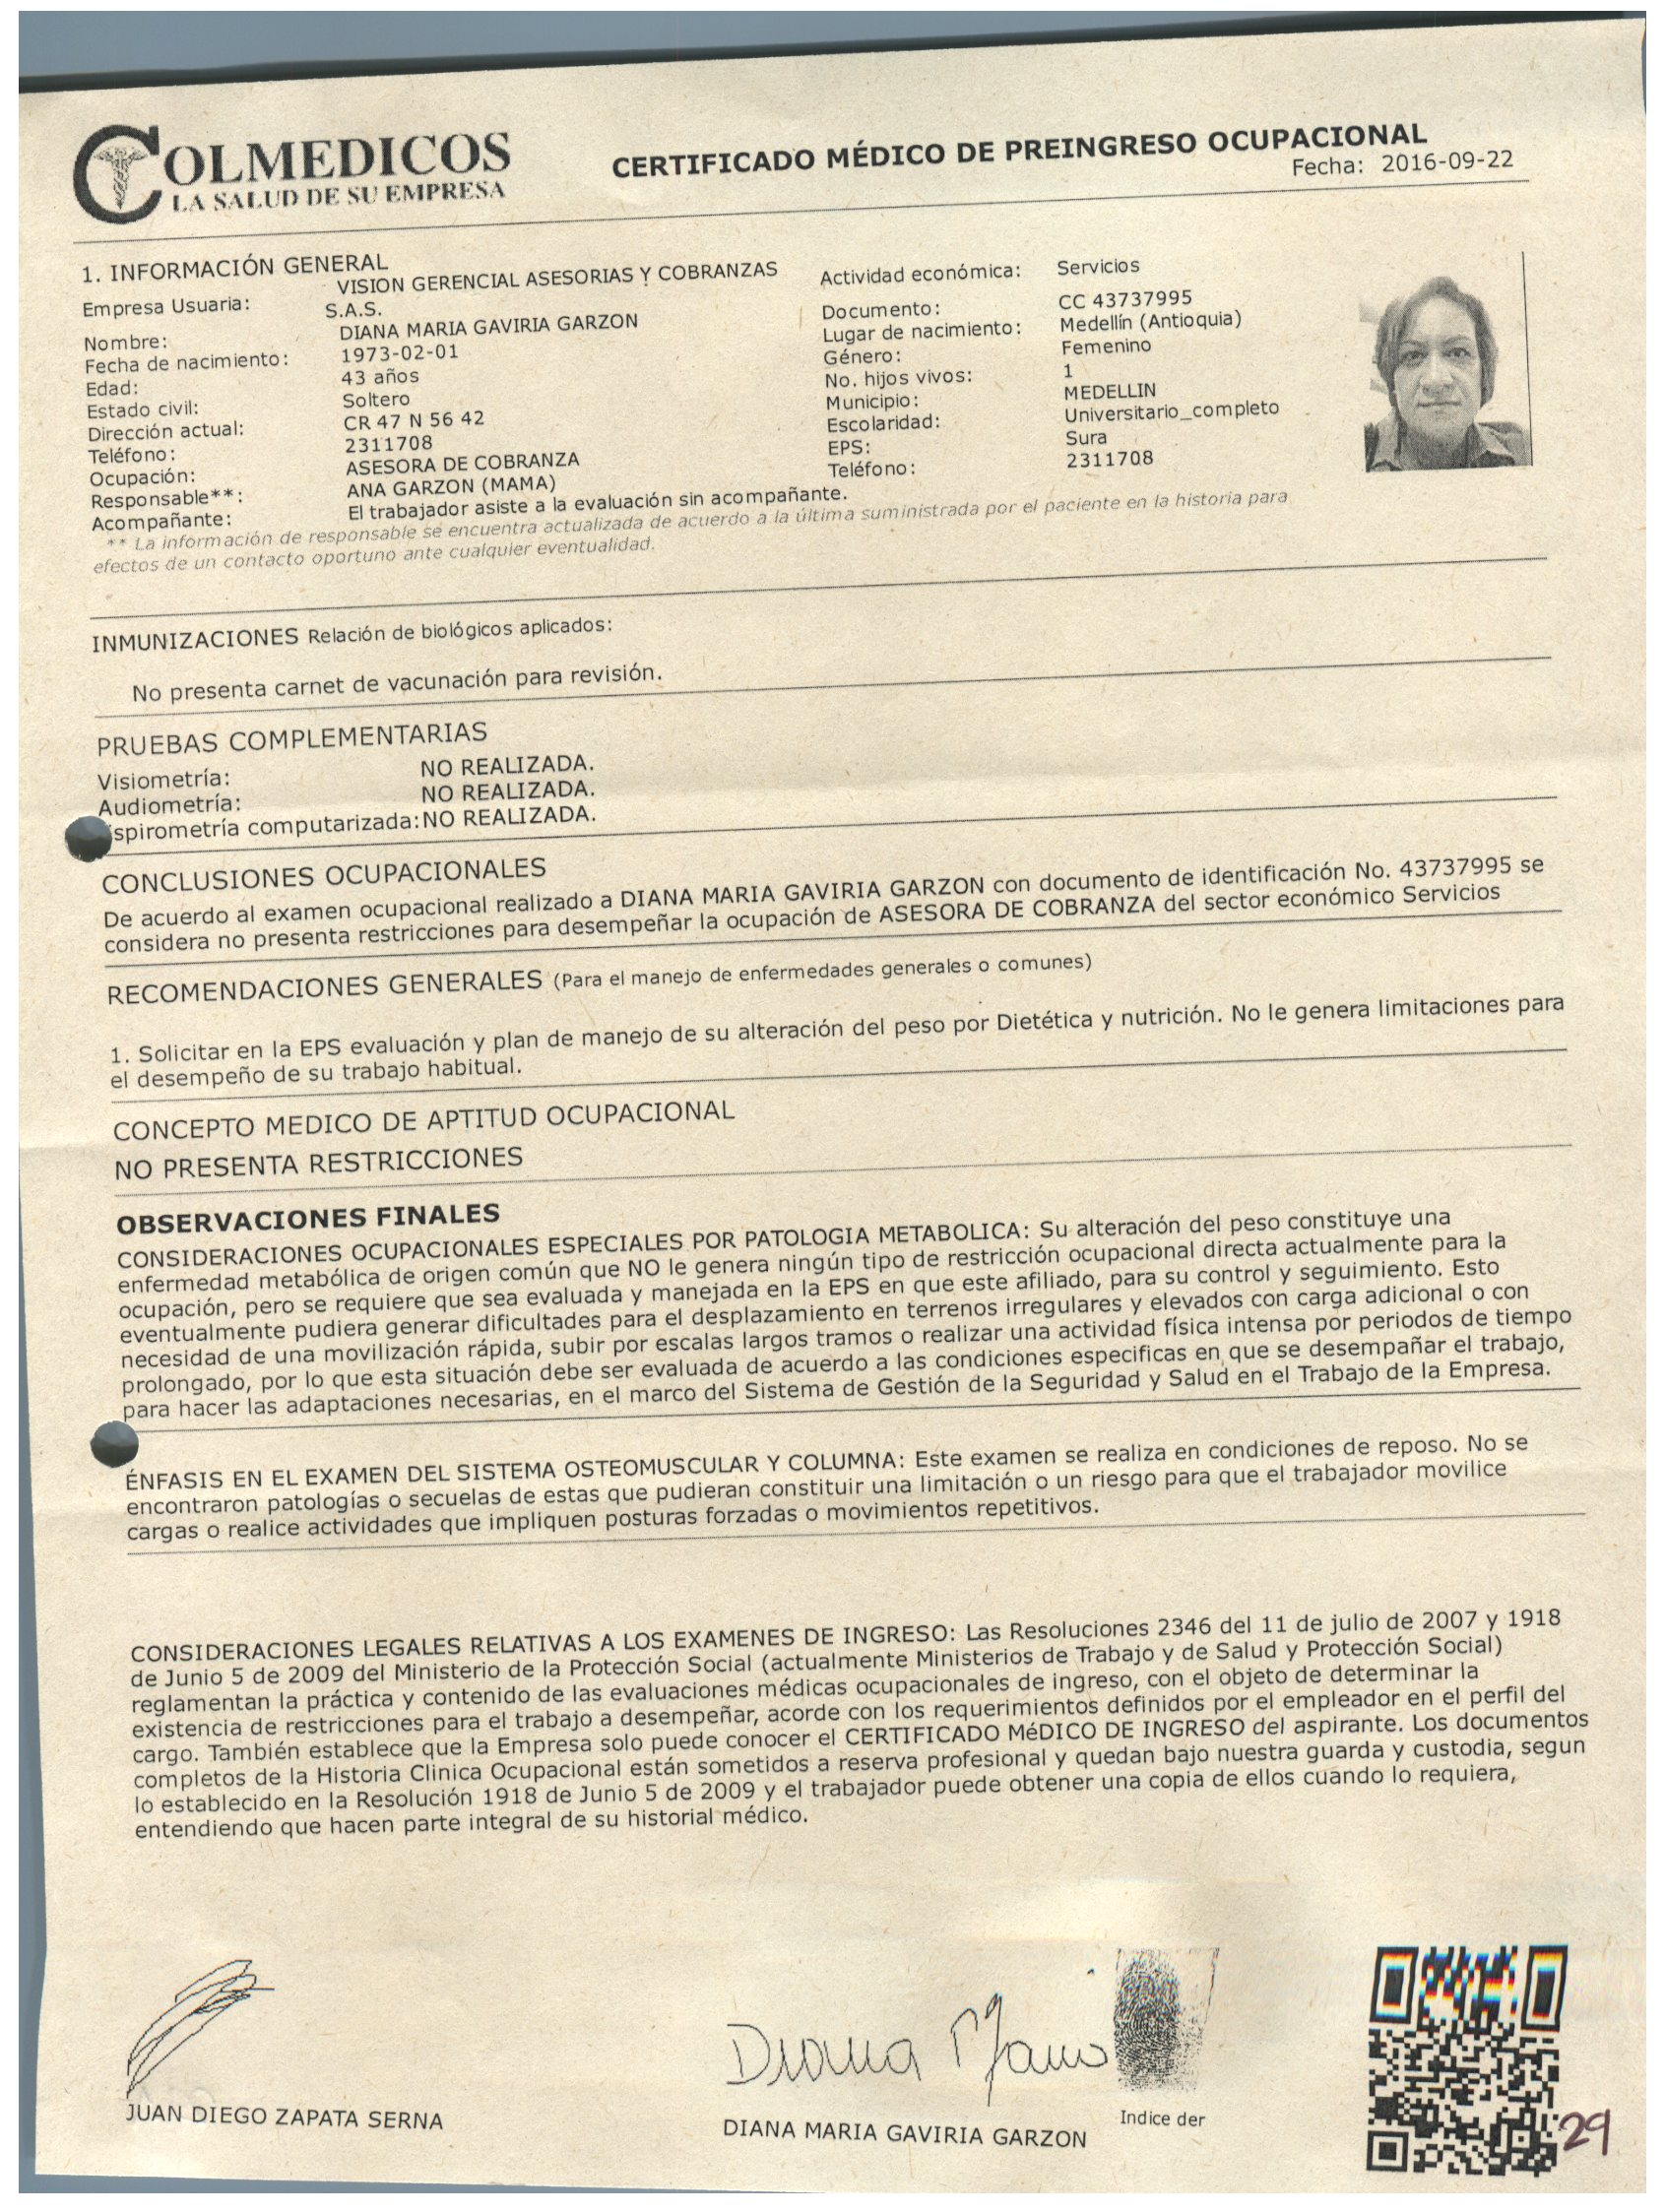 COLMEDICOS
LA SALUD DE SU EMPRESA
CERTIFICADO MÉDICO DE PREINGRESO OCUPACIONAL
Fecha: 2016-09-22
1. INFORMACIÓN GENERAL
Empresa Usuaria: VISION GERENCIAL ASESORIAS Y COBRANZAS S.A.S.
Nombre: DIANA MARIA GAVIRIA GARZON
Fecha de nacimiento: 1973-02-01
Edad: 43 años
Estado civil: Soltero
Dirección actual: CR 47 N 56 42
Teléfono: 2311708
Ocupación: ASESORA DE COBRANZA
Responsable**: ANA GARZON (MAMA)
Acompañante: El trabajador asiste a la evaluación sin acompañante.
Actividad económica: Servicios
Documento: CC 43737995
Lugar de nacimiento: Medellín (Antioquia)
Género: Femenino
No. hijos vivos: 1
Municipio: MEDELLIN
Escolaridad: Universitario_completo
EPS: Sura
Teléfono: 2311708
** La información de responsable se encuentra actualizada de acuerdo a la última suministrada por el paciente en la historia para
efectos de un contacto oportuno ante cualquier eventualidad.
INMUNIZACIONES Relación de biológicos aplicados:
No presenta carnet de vacunación para revisión.
PRUEBAS COMPLEMENTARIAS
Visiometría: NO REALIZADA.
Audiometría: NO REALIZADA.
spirometría computarizada: NO REALIZADA.
CONCLUSIONES OCUPACIONALES
De acuerdo al examen ocupacional realizado a DIANA MARIA GAVIRIA GARZON con documento de identificación No. 43737995 se
considera no presenta restricciones para desempeñar la ocupación de ASESORA DE COBRANZA del sector económico Servicios
RECOMENDACIONES GENERALES (Para el manejo de enfermedades generales o comunes)
1. Solicitar en la EPS evaluación y plan de manejo de su alteración del peso por Dietética y nutrición. No le genera limitaciones para
el desempeño de su trabajo habitual.
CONCEPTO MEDICO DE APTITUD OCUPACIONAL
NO PRESENTA RESTRICCIONES
OBSERVACIONES FINALES
CONSIDERACIONES OCUPACIONALES ESPECIALES POR PATOLOGIA METABOLICA: Su alteración del peso constituye una
enfermedad metabólica de origen común que NO le genera ningún tipo de restricción ocupacional directa actualmente para la
ocupación, pero se requiere que sea evaluada y manejada en la EPS en que este afiliado, para su control y seguimiento. Esto
eventualmente pudiera generar dificultades para el desplazamiento en terrenos irregulares y elevados con carga adicional o con
necesidad de una movilización rápida, subir por escalas largos tramos o realizar una actividad física intensa por periodos de tiempo
prolongado, por lo que esta situación debe ser evaluada de acuerdo a las condiciones especificas en que se desempañar el trabajo,
para hacer las adaptaciones necesarias, en el marco del Sistema de Gestión de la Seguridad y Salud en el Trabajo de la Empresa.
ÉNFASIS EN EL EXAMEN DEL SISTEMA OSTEOMUSCULAR Y COLUMNA: Este examen se realiza en condiciones de reposo. No se
encontraron patologías o secuelas de estas que pudieran constituir una limitación o un riesgo para que el trabajador movilice
cargas o realice actividades que impliquen posturas forzadas o movimientos repetitivos.
CONSIDERACIONES LEGALES RELATIVAS A LOS EXAMENES DE INGRESO: Las Resoluciones 2346 del 11 de julio de 2007 y 1918
de Junio 5 de 2009 del Ministerio de la Protección Social (actualmente Ministerios de Trabajo y de Salud y Protección Social)
reglamentan la práctica y contenido de las evaluaciones médicas ocupacionales de ingreso, con el objeto de determinar la
existencia de restricciones para el trabajo a desempeñar, acorde con los requerimientos definidos por el empleador en el perfil del
cargo. También establece que la Empresa solo puede conocer el CERTIFICADO MéDICO DE INGRESO del aspirante. Los documentos
completos de la Historia Clinica Ocupacional están sometidos a reserva profesional y quedan bajo nuestra guarda y custodia, segun
lo establecido en la Resolución 1918 de Junio 5 de 2009 y el trabajador puede obtener una copia de ellos cuando lo requiera,
entendiendo que hacen parte integral de su historial médico.
Diana
JUAN DIEGO ZAPATA SERNA
DIANA MARIA GAVIRIA GARZON
Indice der
29